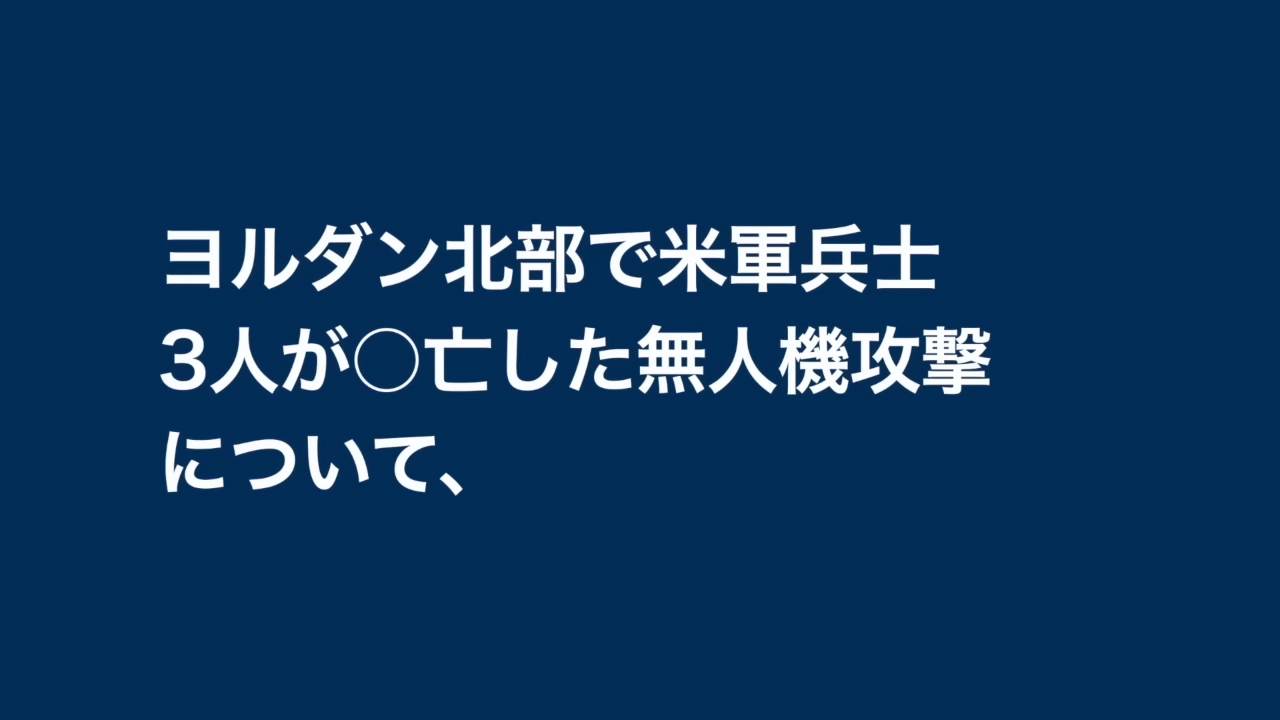 ヨルダン北部で米軍兵士
3人が◯亡した無人機攻撃
について、